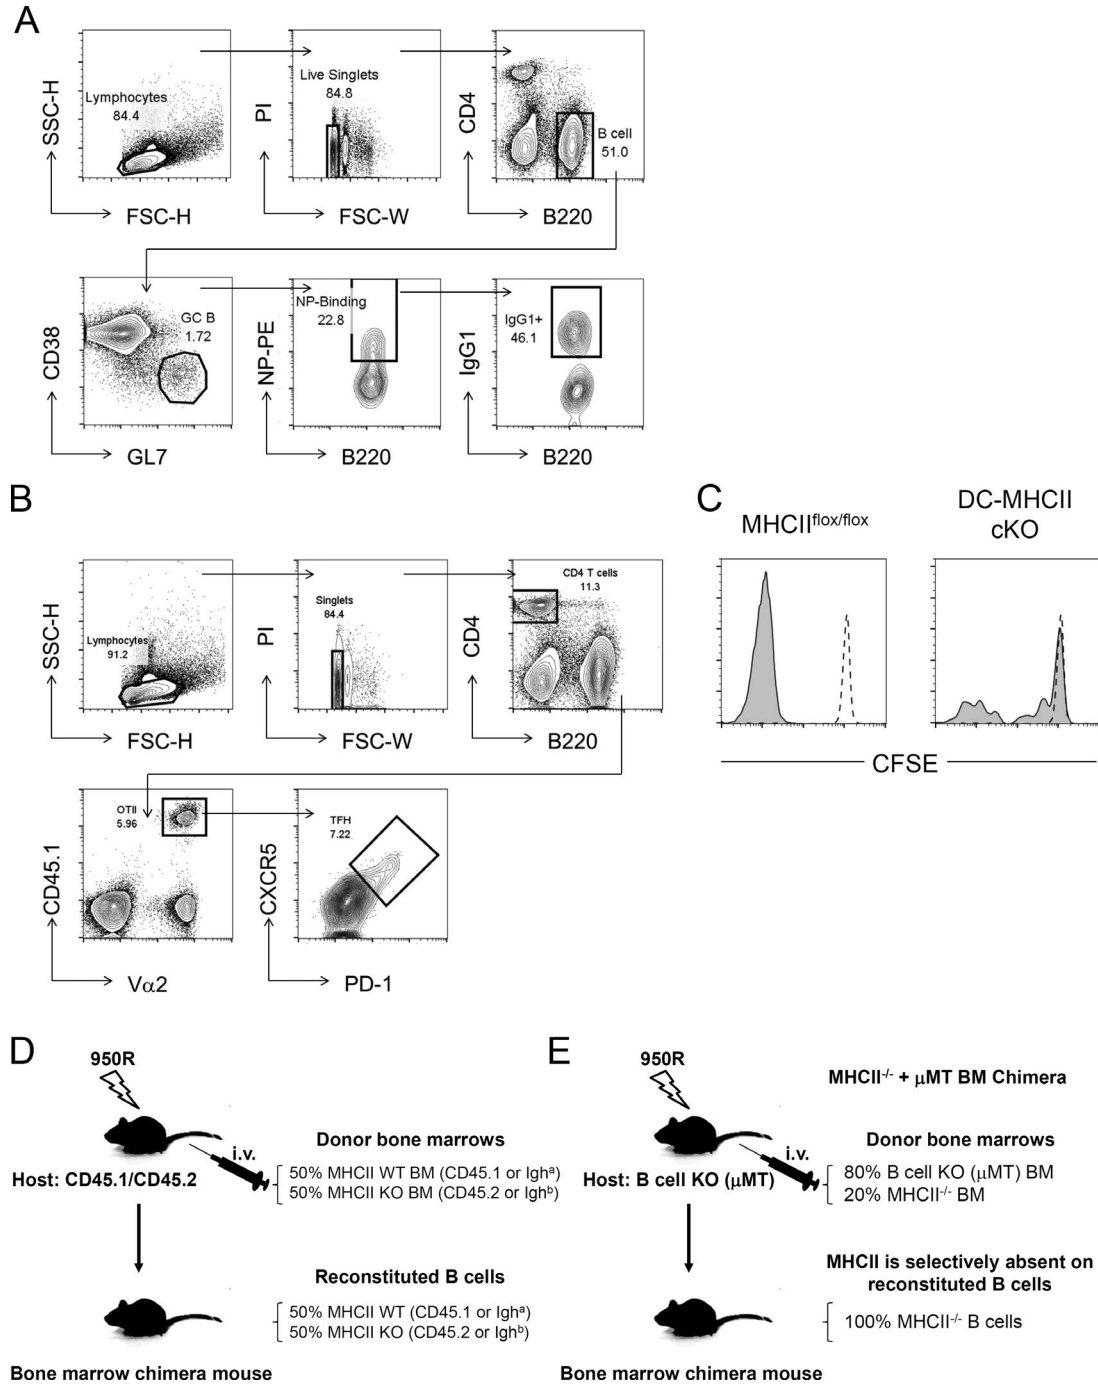 A
SSC-H
Lymphocytes
84.4
FSC-H
PI
Live Singlets
84.8
FSC-W
CD4
B cell
51.0
B220
CD38
GC B
1.72
GL7
NP-PE
NP-Binding
22.8
B220
IgG1
IgG1+
46.1
B220
B
SSC-H
Lymphocytes
91.2
FSC-H
PI
Singlets
84.4
FSC-W
CD4
CD4 T cells
11.3
B220
CD45.1
OTII
5.96
Vα2
CXCR5
TFH
7.22
PD-1
C
MHCII^flox/flox
DC-MHCII
cKO
CFSE
D
950R
i.v.
Host: CD45.1/CD45.2
Donor bone marrows
50% MHCII WT BM (CD45.1 or Igh^a)
50% MHCII KO BM (CD45.2 or Igh^b)
Reconstituted B cells
50% MHCII WT (CD45.1 or Igh^a)
50% MHCII KO (CD45.2 or Igh^b)
Bone marrow chimera mouse
E
950R
MHCII^-/- + μMT BM Chimera
i.v.
Host: B cell KO (μMT)
Donor bone marrows
80% B cell KO (μMT) BM
20% MHCII^-/- BM
MHCII is selectively absent on
reconstituted B cells
100% MHCII^-/- B cells
Bone marrow chimera mouse